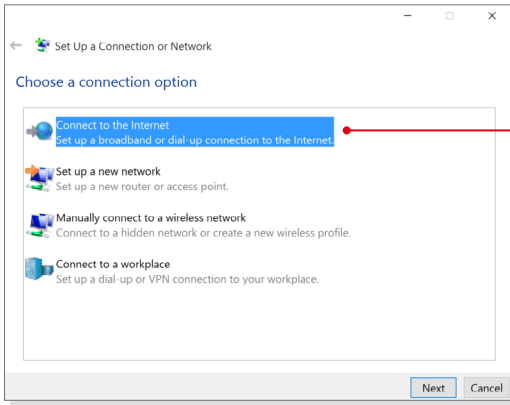 Set Up a Connection or Network
Choose a connection option
Connect to the Internet
Set up a broadband or dial-up connection to the Internet.
Set up a new network
Set up a new router or access point.
Manually connect to a wireless network
Connect to a hidden network or create a new wireless profile.
Connect to a workplace
Set up a dial-up or VPN connection to your workplace.
Next Cancel